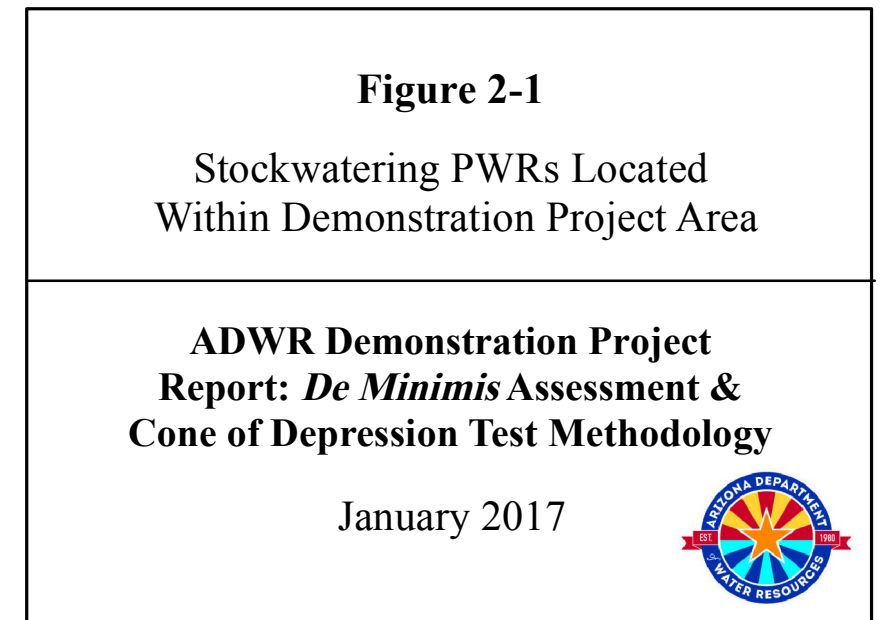 Figure 2-1
Stockwatering PWRs Located
Within Demonstration Project Area
ADWR Demonstration Project
Report: De Minimis Assessment &
Cone of Depression Test Methodology
January 2017
ARIZONA DEPARTMENT
EST. 1980
of WATER RESOURCES